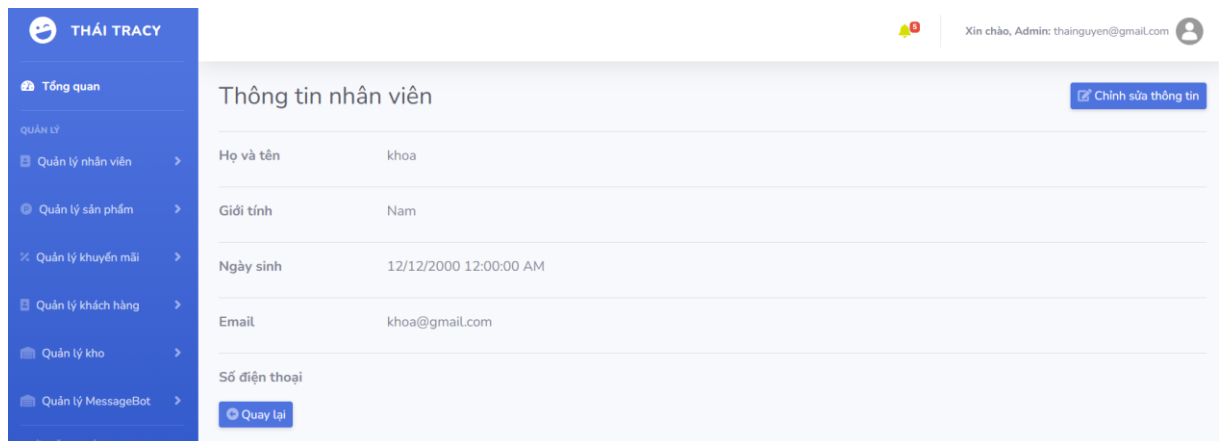 THÁI TRACY
5
Xin chào, Admin: thainguyen@gmail.com
Tổng quan
QUẢN LÝ
Quản lý nhân viên
Quản lý sản phẩm
Quản lý khuyến mãi
Quản lý khách hàng
Quản lý kho
Quản lý MessageBot
Thông tin nhân viên
Chỉnh sửa thông tin
Họ và tên khoa
Giới tính Nam
Ngày sinh 12/12/2000 12:00:00 AM
Email khoa@gmail.com
Số điện thoại
Quay lại